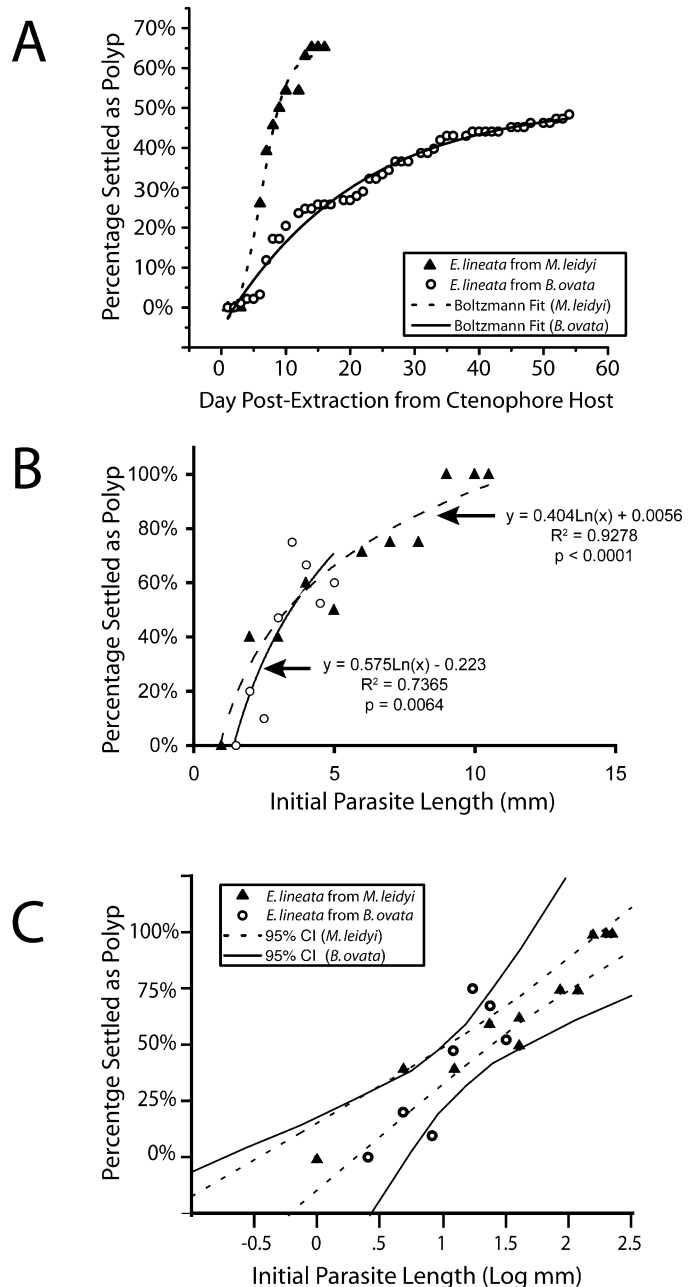 A
Percentage Settled as Polyp
70%
60%
50%
40%
30%
20%
10%
0%
E. lineata from M. leidyi
E. lineata from B. ovata
Boltzmann Fit (M. leidyi)
Boltzmann Fit (B. ovata)
0 10 20 30 40 50 60
Day Post-Extraction from Ctenophore Host
B
Percentage Settled as Polyp
100%
80%
60%
40%
20%
0%
y = 0.404Ln(x) + 0.0056
R² = 0.9278
p < 0.0001
y = 0.575Ln(x) - 0.223
R² = 0.7365
p = 0.0064
0 5 10 15
Initial Parasite Length (mm)
C
Percentge Settled as Polyp
100%
75%
50%
25%
0%
E. lineata from M. leidyi
E. lineata from B. ovata
95% CI (M. leidyi)
95% CI (B. ovata)
-0.5 0 .5 1 1.5 2 2.5
Initial Parasite Length (Log mm)